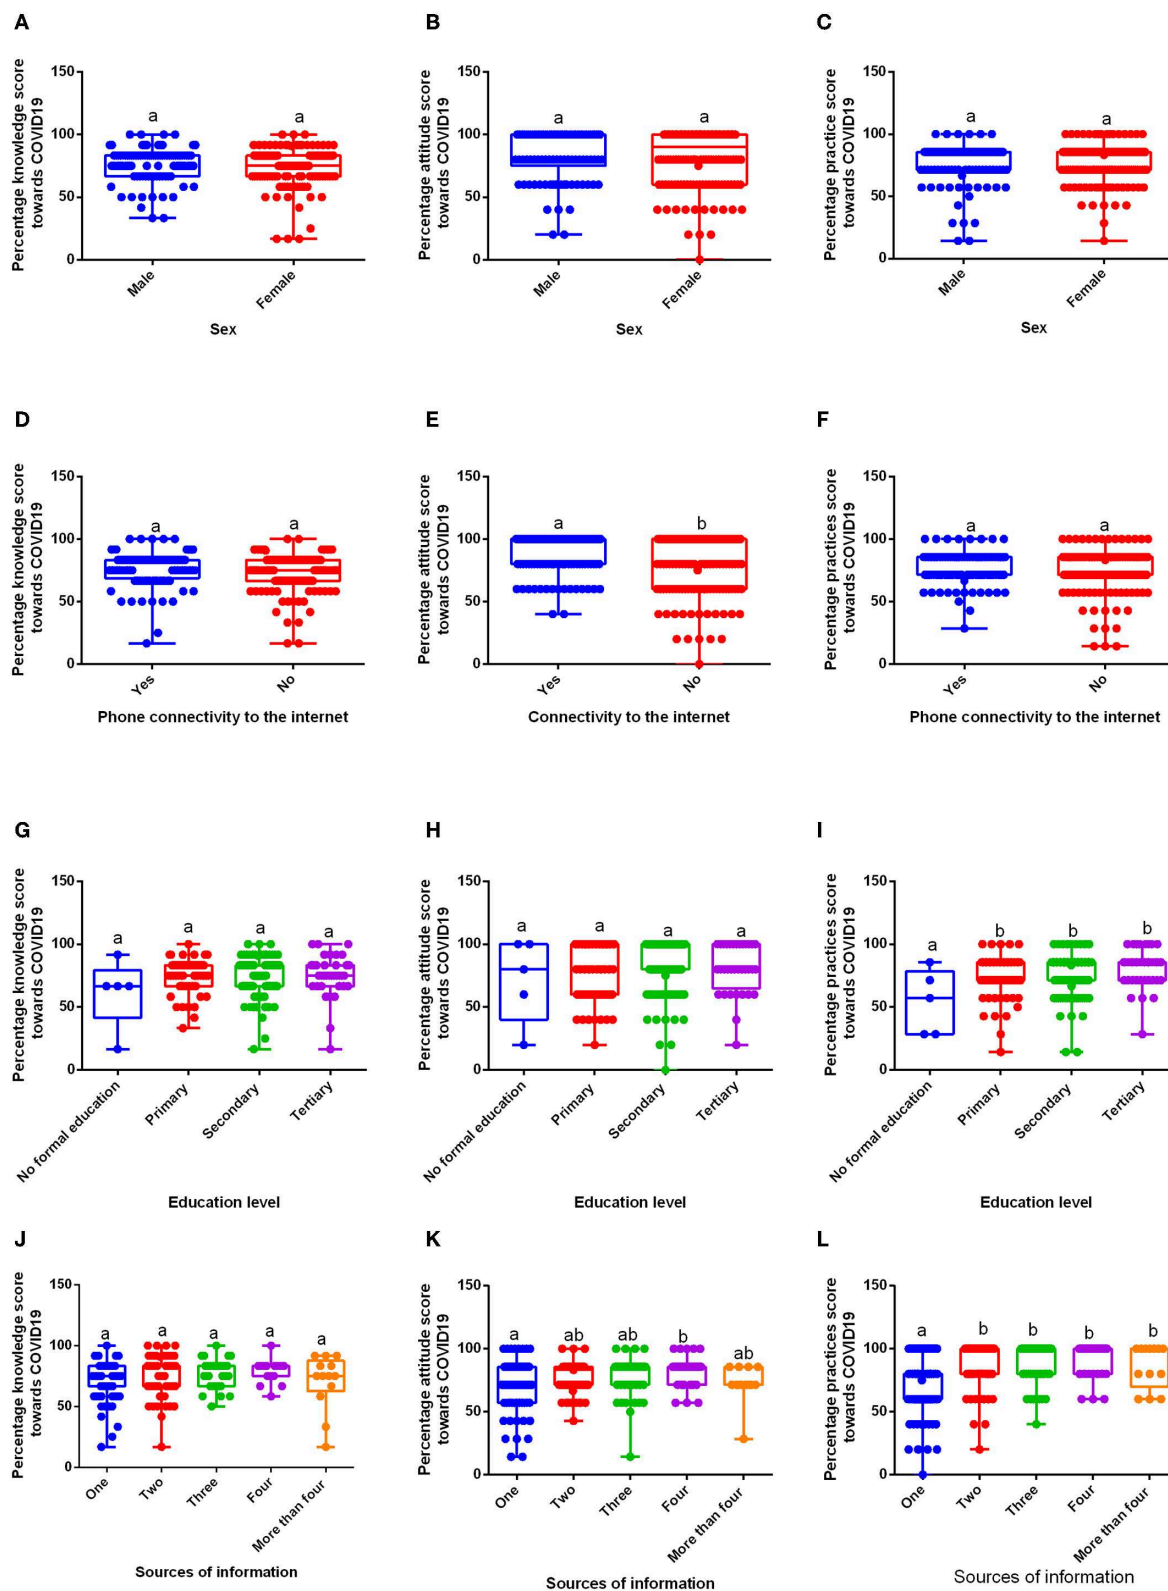 A
B
C
Percentage knowledge score
towards COVID19
150
100
50
0
a
a
Male
Female
Sex
Percentage attitude score
towards COVID19
150
100
50
0
a
a
Male
Female
Sex
Percentage practice score
towards COVID19
150
100
50
0
a
a
Male
Female
Sex
D
E
F
Percentage knowledge score
towards COVID19
150
100
50
0
a
a
Yes
No
Phone connectivity to the internet
Percentage attitude score
towards COVID19
150
100
50
0
a
b
Yes
No
Connectivity to the internet
Percentage practices score
towards COVID19
150
100
50
0
a
a
Yes
No
Phone connectivity to the internet
G
H
I
Percentage knowledge score
towards COVID19
150
100
50
0
a
a
a
a
No formal education
Primary
Secondary
Tertiary
Education level
Percentage attitude score
towards COVID19
150
100
50
0
a
a
a
a
No formal education
Primary
Secondary
Tertiary
Education level
Percentage practices score
towards COVID19
150
100
50
0
a
b
b
b
No formal education
Primary
Secondary
Tertiary
Education level
J
K
L
Percentage knowledge score
towards COVID19
150
100
50
0
a
a
a
a
a
One
Two
Three
Four
More than four
Sources of information
Percentage attitude score
towards COVID19
150
100
50
0
a
ab
ab
b
ab
One
Two
Three
Four
More than four
Sources of information
Percentage practices score
towards COVID19
150
100
50
0
a
b
b
b
b
One
Two
Three
Four
More than four
Sources of information